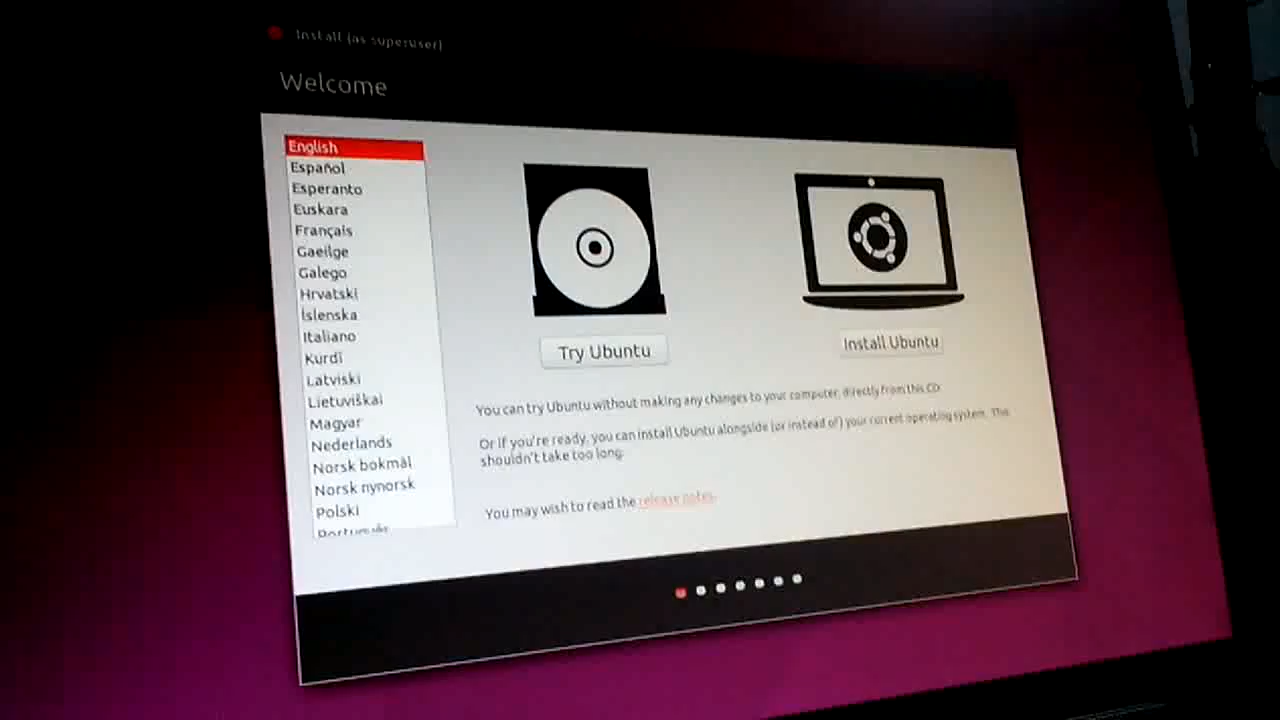 Install (as superuser)
Welcome
English
Español
Esperanto
Euskara
Français
Gaeilge
Galego
Hrvatski
Íslenska
Italiano
Kurdî
Latviski
Lietuviškai
Magyar
Nederlands
Norsk bokmål
Norsk nynorsk
Polski
Português
Try Ubuntu
Install Ubuntu
You can try Ubuntu without making any changes to your computer, directly from this CD.
Or if you're ready, you can install Ubuntu alongside (or instead of) your current operating system. This
shouldn't take too long.
You may wish to read the release notes.